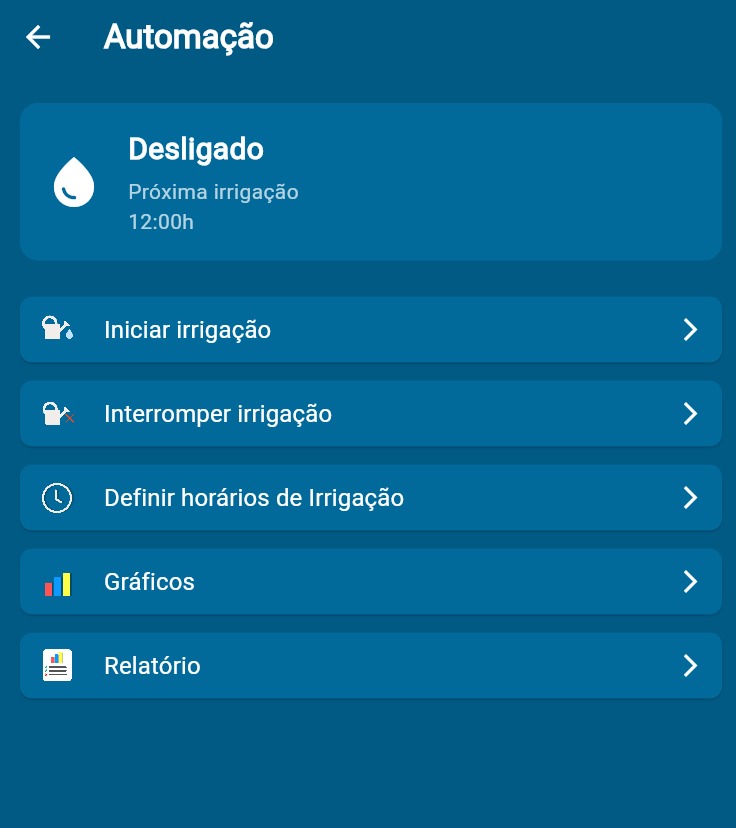 Automação
Desligado
Próxima irrigação
12:00h
Iniciar irrigação
Interromper irrigação
Definir horários de Irrigação
Gráficos
Relatório